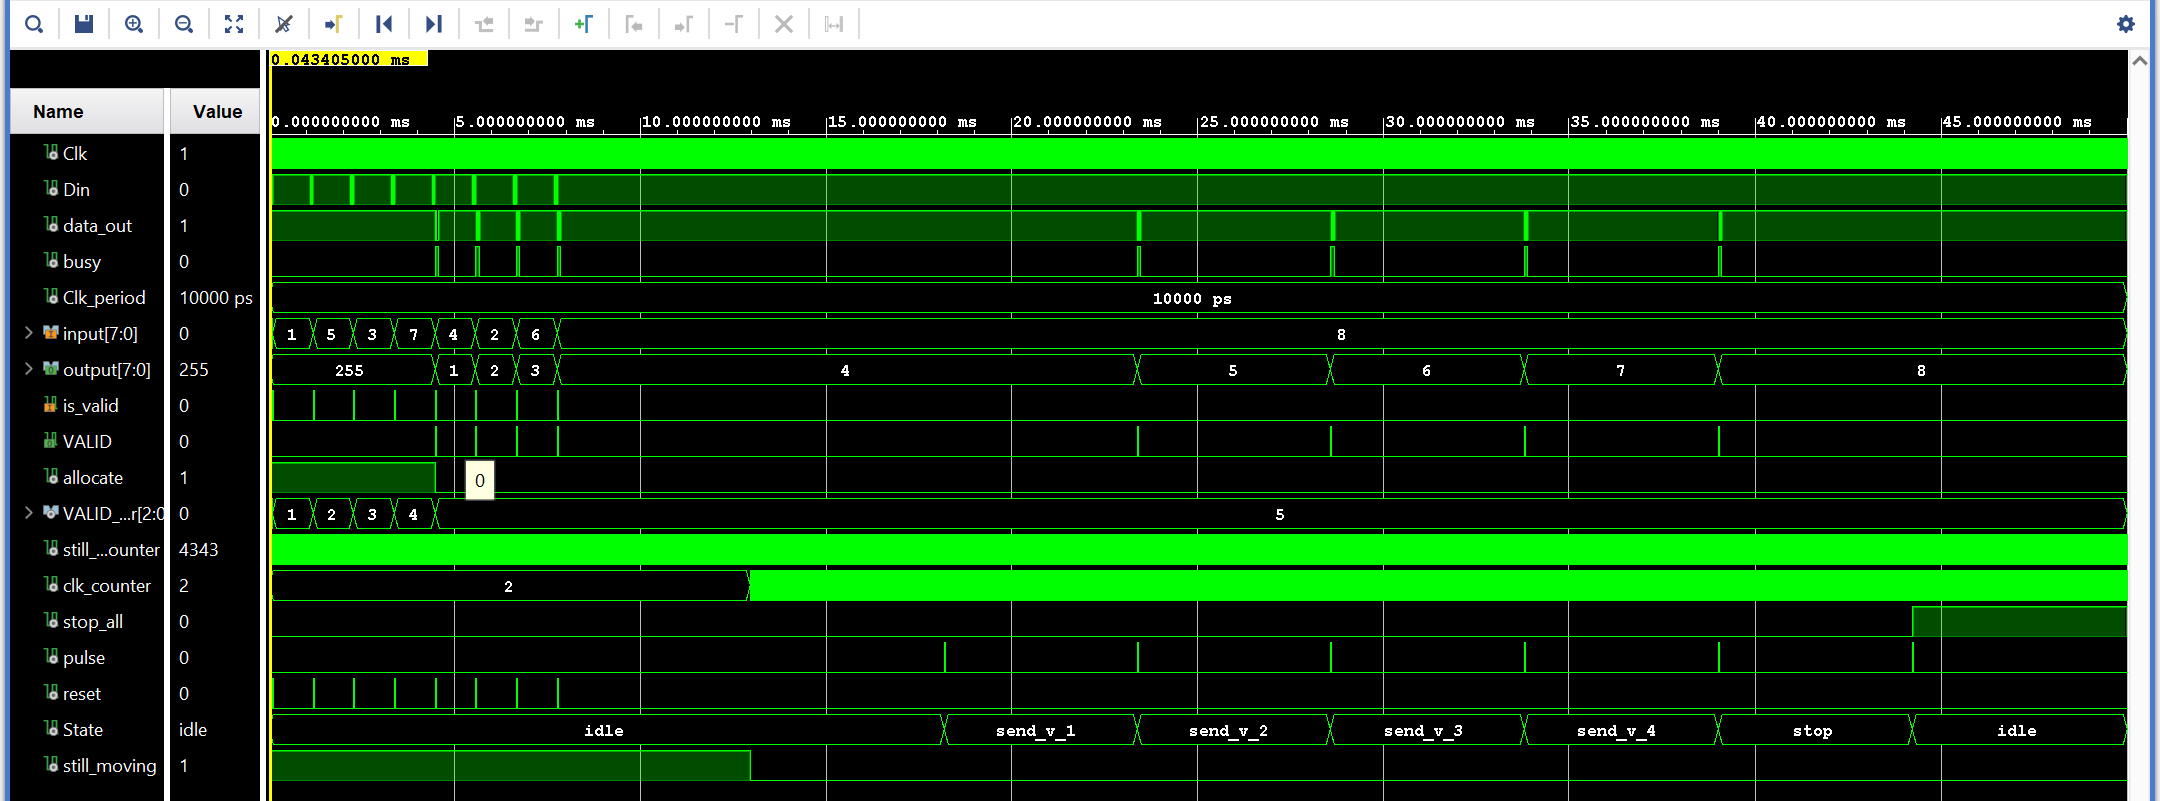 0.043405000 ms
Name Value
0.000000000 ms 5.000000000 ms 10.000000000 ms 15.000000000 ms 20.000000000 ms 25.000000000 ms 30.000000000 ms 35.000000000 ms 40.000000000 ms 45.000000000 ms
Clk 1
Din 0
data_out 1
busy 0
Clk_period 10000 ps 10000 ps
input[7:0] 0 1 5 3 7 4 2 6 8
output[7:0] 255 255 1 2 3 4 5 6 7 8
is_valid 0
VALID 0
allocate 1 0
VALID_...r[2:0 0 1 2 3 4 5
still_...ounter 4343
clk_counter 2 2
stop_all 0
pulse 0
reset 0
State idle idle send_v_1 send_v_2 send_v_3 send_v_4 stop idle
still_moving 1